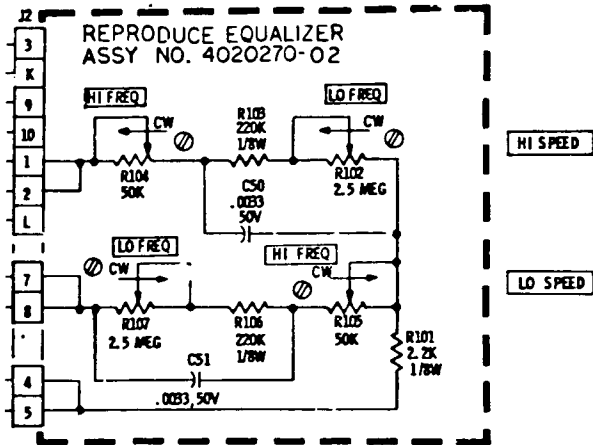 J2
REPRODUCE EQUALIZER
ASSY NO. 4020270-02
3
K
9
10
1
2
L
7
8
4
5
HI FREQ
CW
R104
50K
R103
220K
1/8W
C50
.0033
50V
LO FREQ
CW
R102
2.5 MEG
HI SPEED
LO FREQ
CW
R107
2.5 MEG
R106
220K
1/8W
C51
.0033,50V
HI FREQ
CW
R105
50K
R101
2.2K
1/8W
LO SPEED